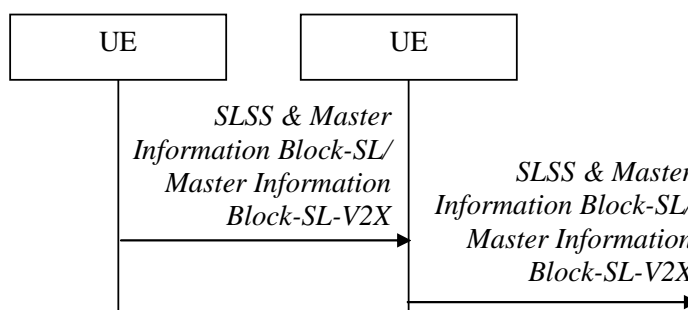 UE
UE
SLSS & Master
Information Block-SL/
Master Information
Block-SL-V2X
SLSS & Master
Information Block-SL/
Master Information
Block-SL-V2X